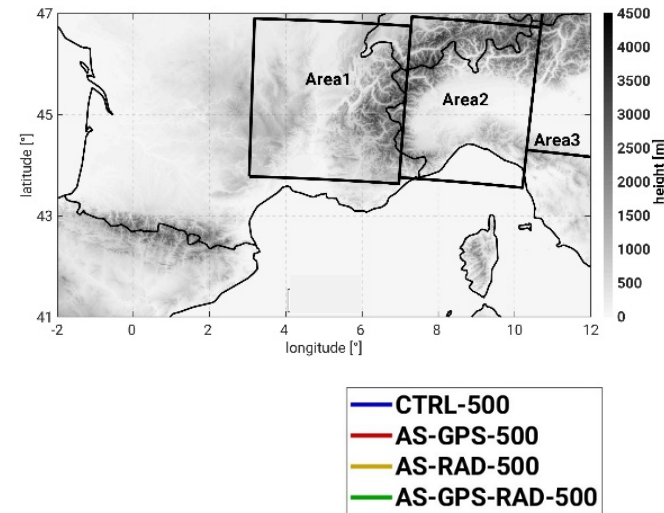 47
45
43
41
-2
0
2
4
6
8
10
12
latitude [°]
longitude [°]
Area1
Area2
Area3
4500
4000
3500
3000
2500
2000
1500
1000
500
0
height [m]
CTRL-500
AS-GPS-500
AS-RAD-500
AS-GPS-RAD-500